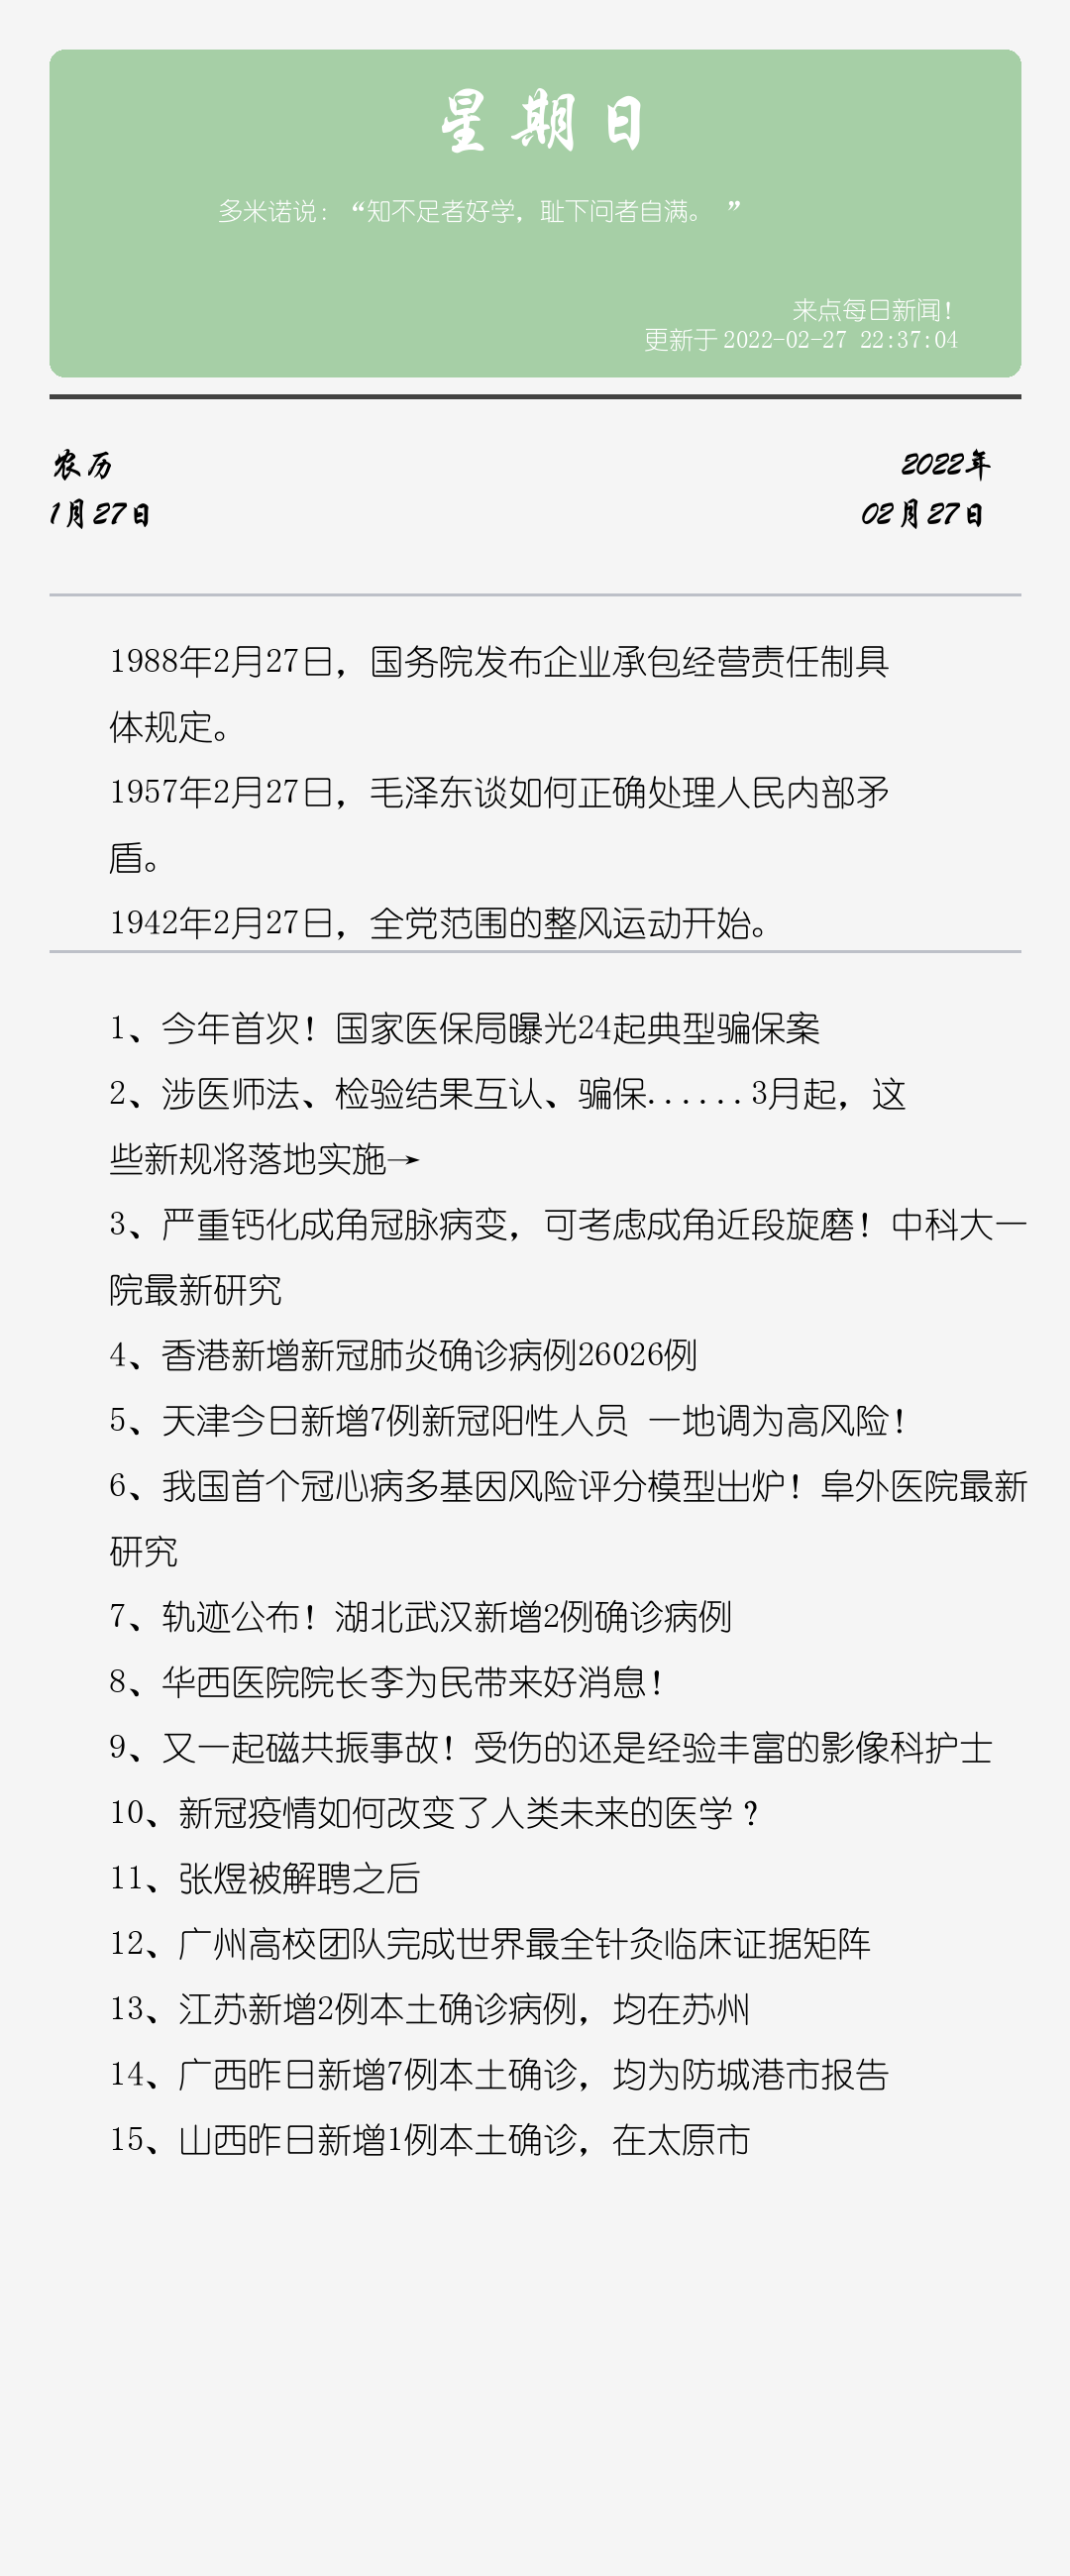 星期日
多米诺说：“知不足者好学，耻下问者自满。 ”
来点每日新闻！
更新于 2022-02-27 22:37:04
农历
2022年
1月27日
02月27日
1988年2月27日，国务院发布企业承包经营责任制具
体规定。
1957年2月27日，毛泽东谈如何正确处理人民内部矛
盾。
1942年2月27日，全党范围的整风运动开始。
1、今年首次！国家医保局曝光24起典型骗保案
2、涉医师法、检验结果互认、骗保......3月起，这
些新规将落地实施→
3、严重钙化成角冠脉病变，可考虑成角近段旋磨！中科大一
院最新研究
4、香港新增新冠肺炎确诊病例26026例
5、天津今日新增7例新冠阳性人员 一地调为高风险！
6、我国首个冠心病多基因风险评分模型出炉！阜外医院最新
研究
7、轨迹公布！湖北武汉新增2例确诊病例
8、华西医院院长李为民带来好消息！
9、又一起磁共振事故！受伤的还是经验丰富的影像科护士
10、新冠疫情如何改变了人类未来的医学？
11、张煜被解聘之后
12、广州高校团队完成世界最全针灸临床证据矩阵
13、江苏新增2例本土确诊病例，均在苏州
14、广西昨日新增7例本土确诊，均为防城港市报告
15、山西昨日新增1例本土确诊，在太原市